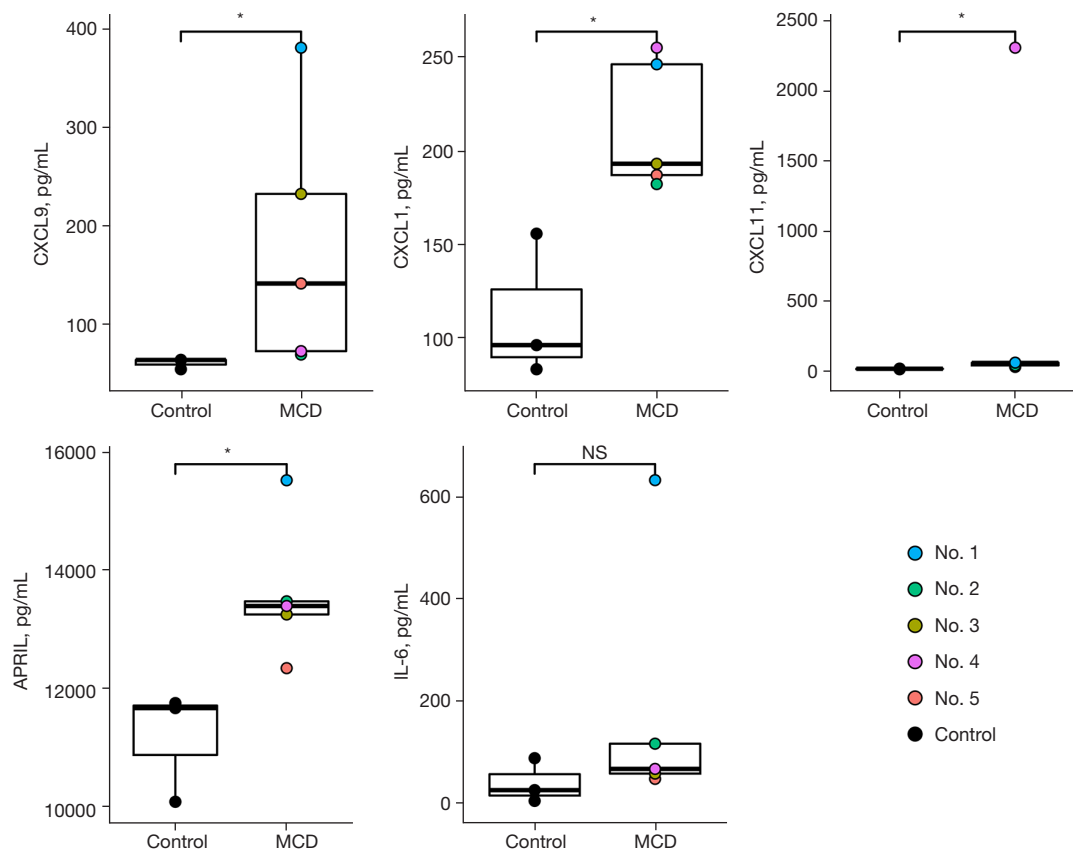 *
CXCL9, pg/mL
400
300
200
100
Control
MCD
*
CXCL1, pg/mL
250
200
150
100
Control
MCD
*
CXCL11, pg/mL
2500
2000
1500
1000
500
0
Control
MCD
*
APRIL, pg/mL
16000
14000
12000
10000
Control
MCD
NS
IL-6, pg/mL
600
400
200
0
Control
MCD
No. 1
No. 2
No. 3
No. 4
No. 5
Control